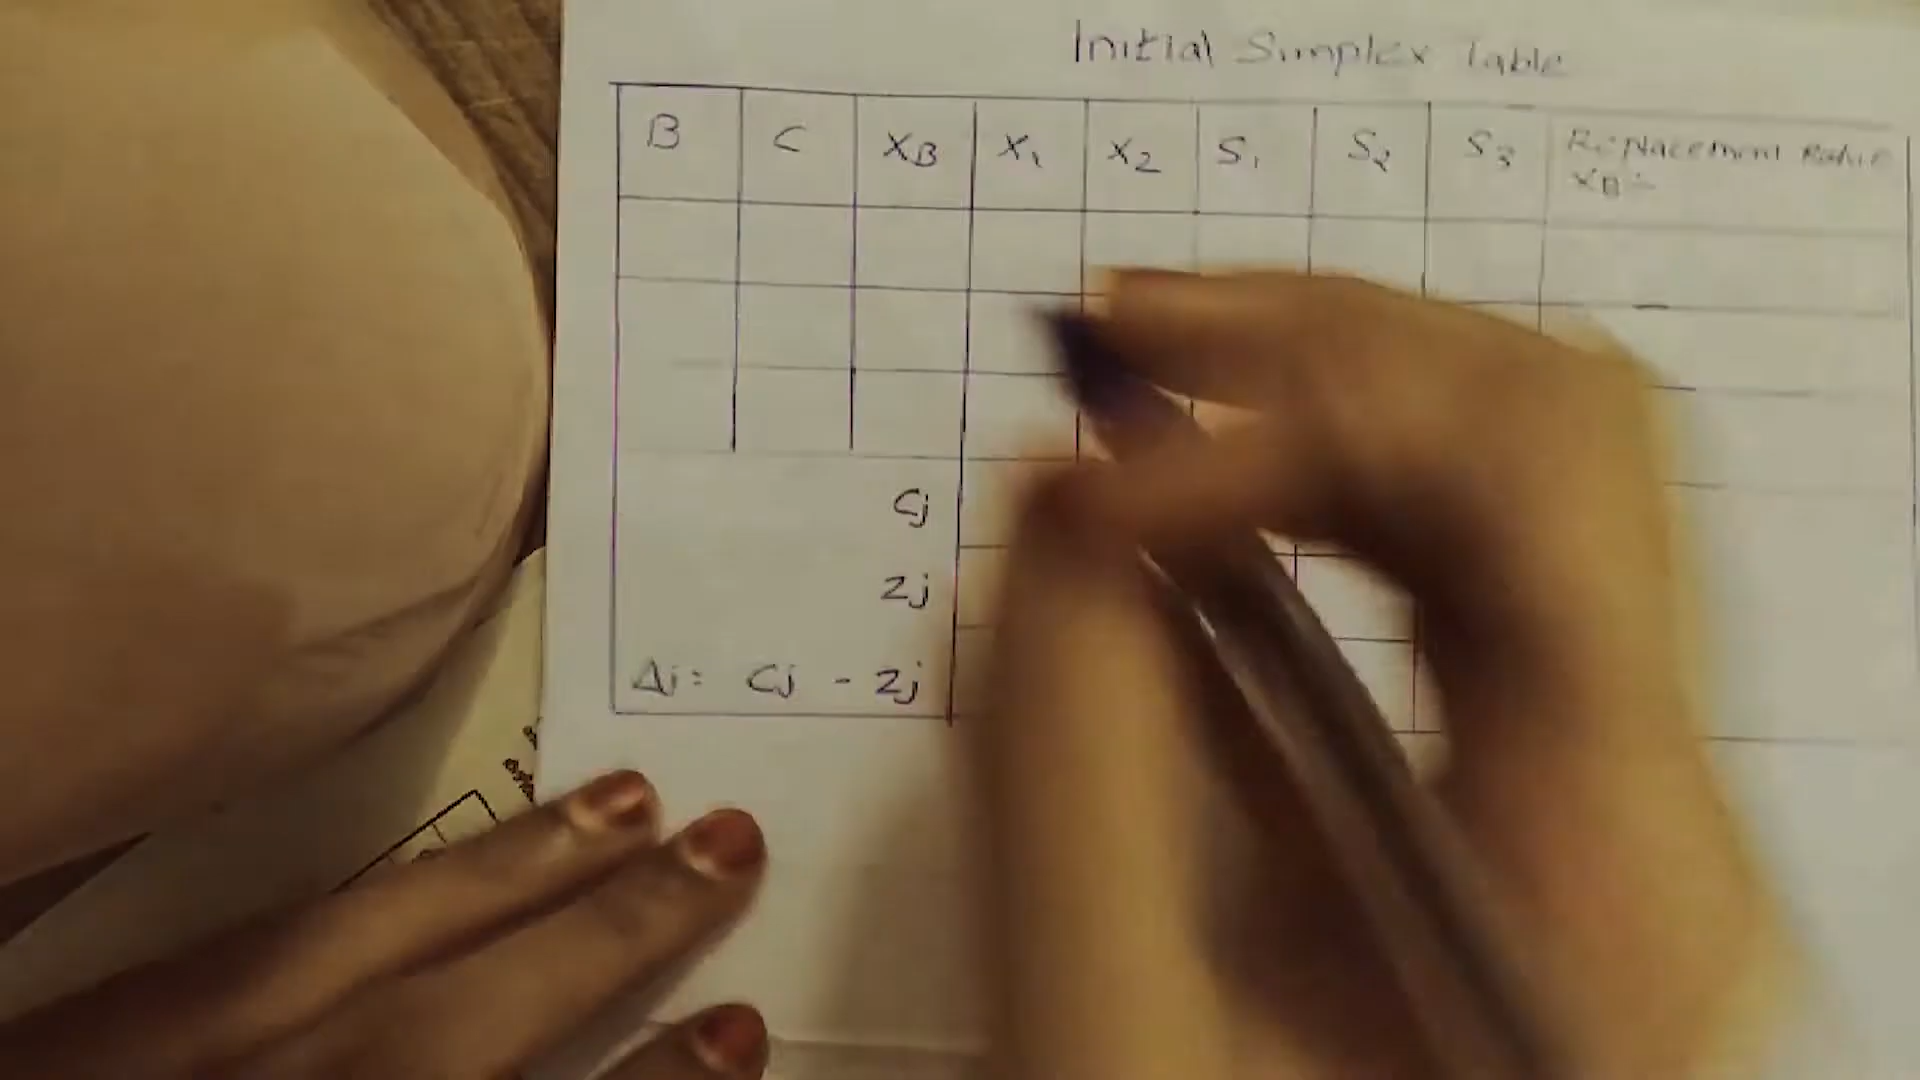 Initial Simplex Table
B C XB X1 X2 S1 S2 S3 Replacement Ratio
XB÷
Cj
Zj
Δj = Cj - Zj